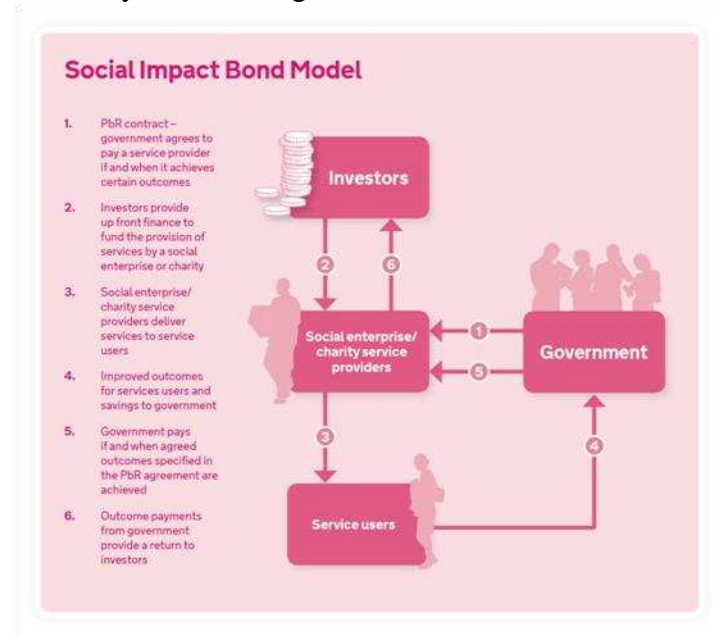 Social Impact Bond Model
1. PbR contract –
government agrees to
pay a service provider
if and when it achieves
certain outcomes
2. Investors provide
up front finance to
fund the provision of
services by a social
enterprise or charity
3. Social enterprise/
charity service
providers deliver
services to service
users
4. Improved outcomes
for services users and
savings to government
5. Government pays
if and when agreed
outcomes specified in
the PbR agreement are
achieved
6. Outcome payments
from government
provide a return to
investors
Investors
2
6
Social enterprise/
charity service
providers
1
5
Government
3
4
Service users